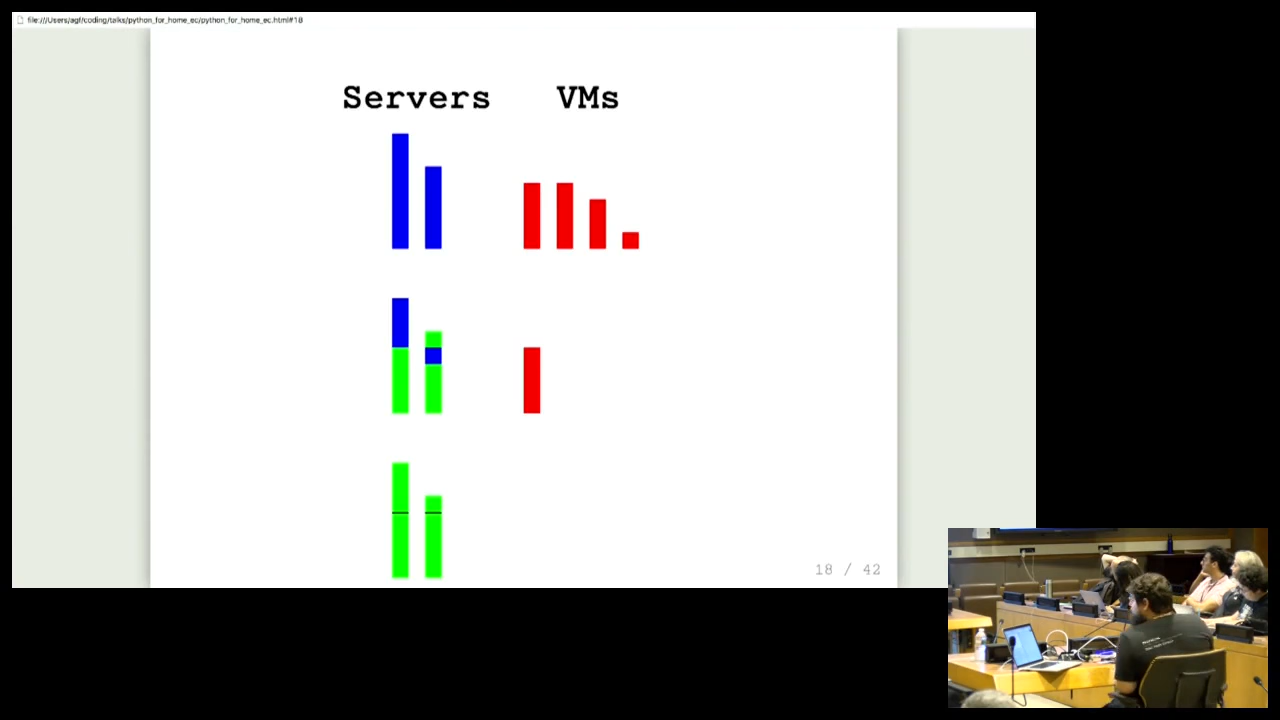 file:///Users/agf/coding/talks/python_for_home_ec/python_for_home_ec.html#18
Servers VMs
18 / 42